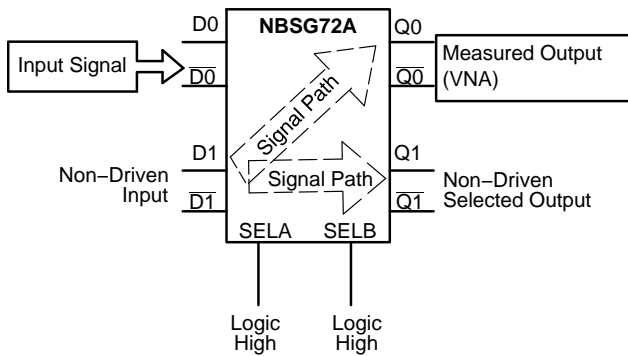 NBSG72A
D0
D0
D1
D1
Q0
Q0
Q1
Q1
Input Signal
Measured Output
(VNA)
Signal Path
Signal Path
Non−Driven
Input
Non−Driven
Selected Output
SELA
SELB
Logic
High
Logic
High